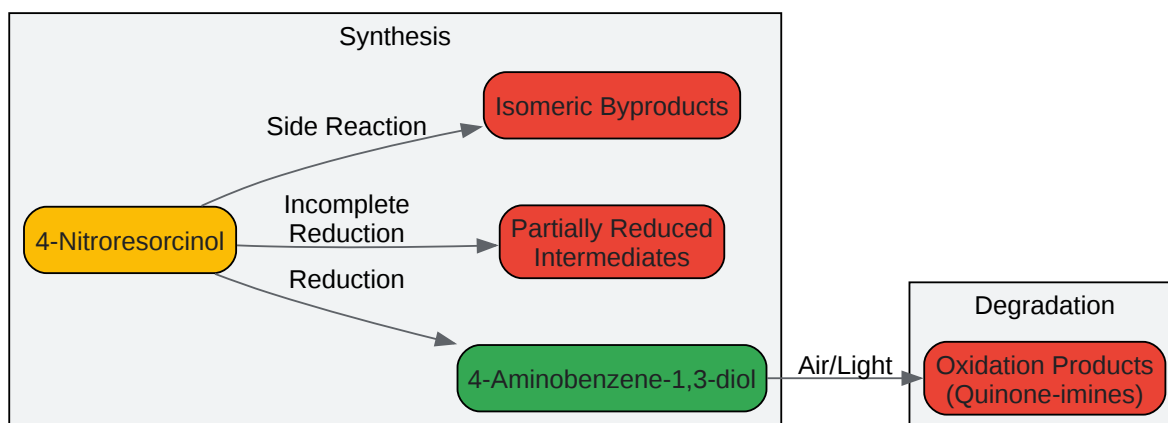 Synthesis
Isomeric Byproducts
Side Reaction
4-Nitroresorcinol
Incomplete
Reduction
Partially Reduced
Intermediates
Reduction
4-Aminobenzene-1,3-diol
Air/Light
Degradation
Oxidation Products
(Quinone-imines)